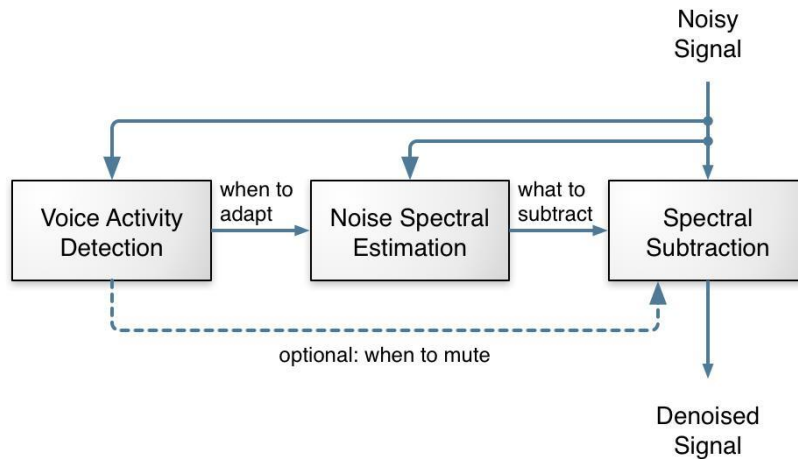 Noisy
Signal
Voice Activity
Detection
when to
adapt
Noise Spectral
Estimation
what to
subtract
Spectral
Subtraction
optional: when to mute
Denoised
Signal